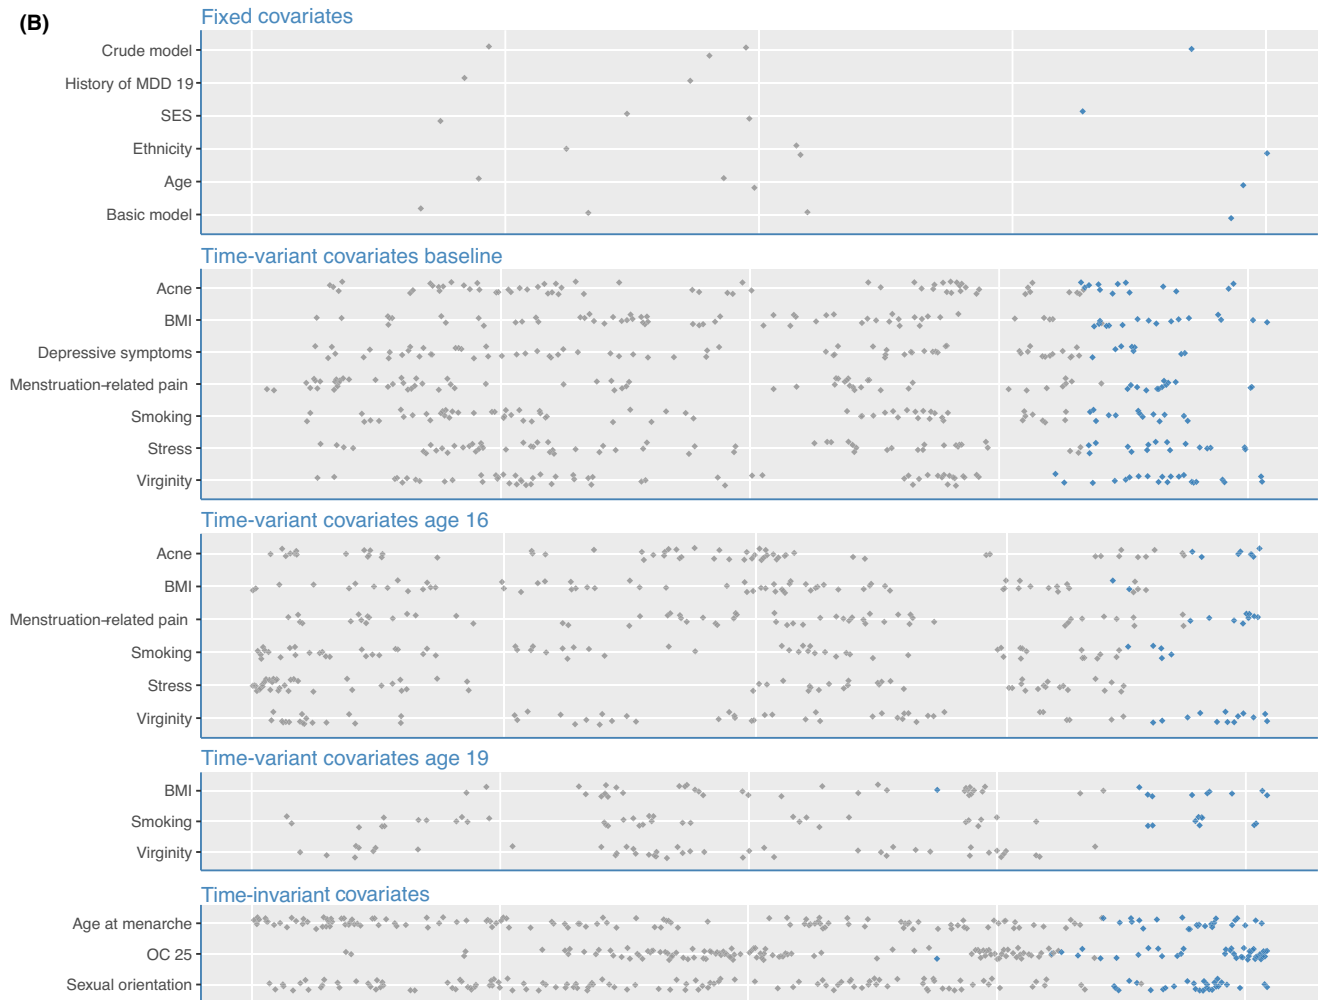 (B)
Fixed covariates
Crude model
History of MDD 19
SES
Ethnicity
Age
Basic model
Time-variant covariates baseline
Acne
BMI
Depressive symptoms
Menstruation-related pain
Smoking
Stress
Virginity
Time-variant covariates age 16
Acne
BMI
Menstruation-related pain
Smoking
Stress
Virginity
Time-variant covariates age 19
BMI
Smoking
Virginity
Time-invariant covariates
Age at menarche
OC 25
Sexual orientation